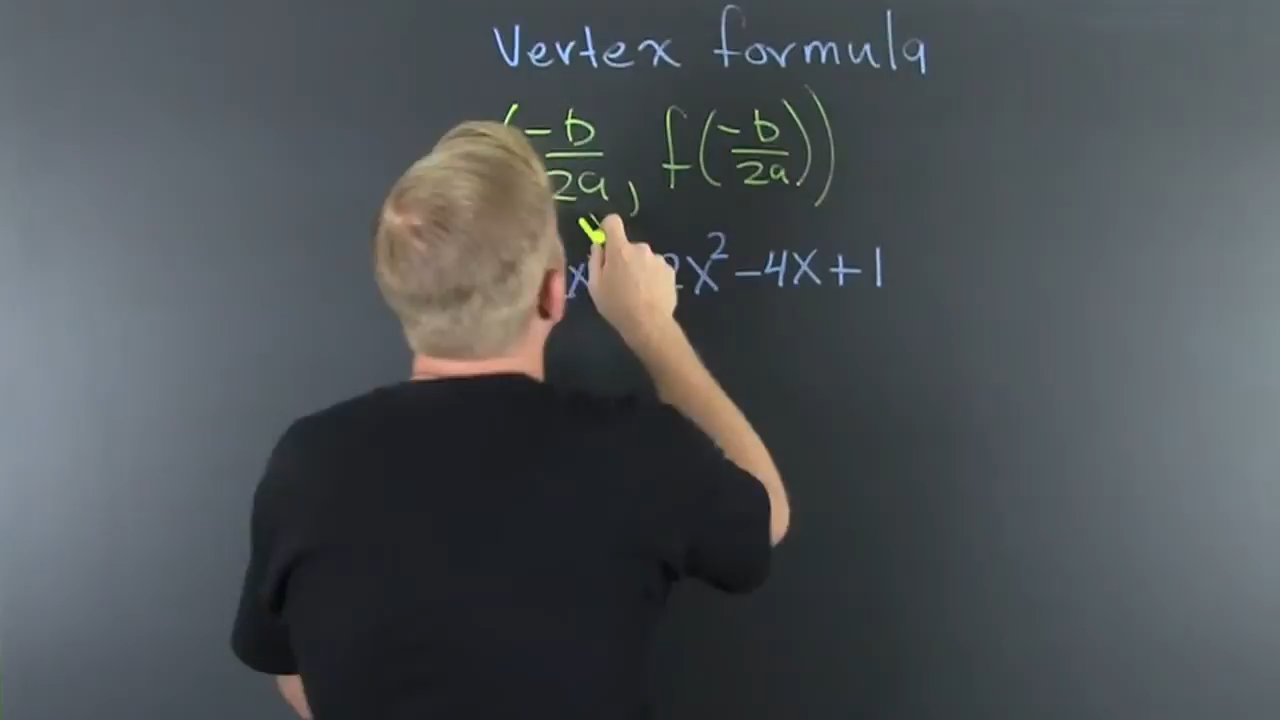 Vertex formula
(-b/2a, f(-b/2a))
x 2x² -4x+1